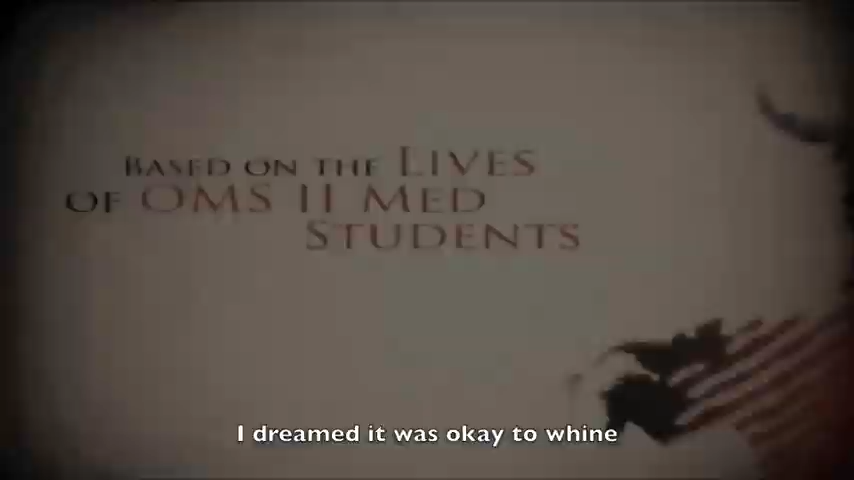 BASED ON THE LIVES
OF OMS II MED
STUDENTS
I dreamed it was okay to whine